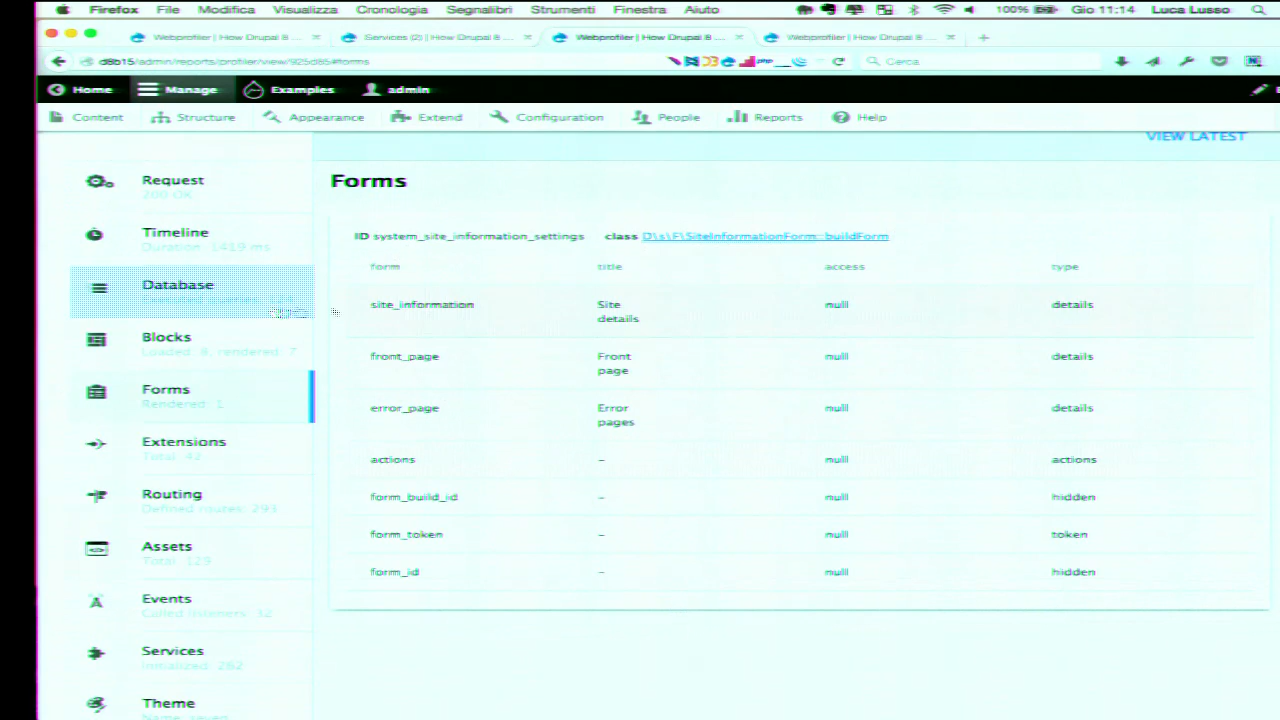 Firefox File Modifica Visualizza Cronologia Segnalibri Strumenti Finestra Aiuto 100% Gio 11:14 Luca Lusso
Webprofiler | How Drupal 8 ... Services (2) | How Drupal 8 ... Webprofiler | How Drupal 8 ... Webprofiler | How Drupal 8 ...
d8b15/admin/reports/profiler/view/925d85#forms Cerca
Home Manage Examples admin
Content Structure Appearance Extend Configuration People Reports Help
VIEW LATEST
Request
200 OK
Timeline
Duration: 1419 ms
Database
Blocks
Loaded: 8, rendered: 7
Forms
Rendered: 1
Extensions
Total: 42
Routing
Defined routes: 293
Assets
Total: 129
Events
Called listeners: 32
Services
Initialized: 262
Theme
Forms
ID system_site_information_settings class D\s\F\SiteInformationForm::buildForm
form title access type
site_information Site details null details
front_page Front page null details
error_page Error pages null details
actions - null actions
form_build_id - null hidden
form_token - null token
form_id - null hidden